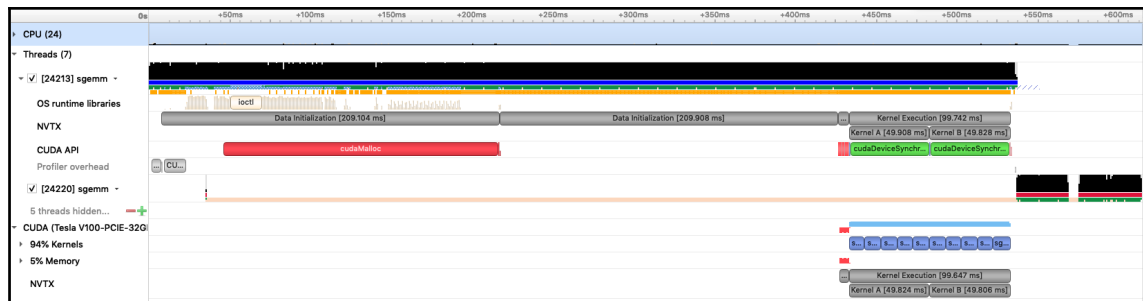 0s +50ms +100ms +150ms +200ms +250ms +300ms +350ms +400ms +450ms +500ms +550ms +600ms
CPU (24)
Threads (7)
[24213] sgemm
OS runtime libraries ioctl
NVTX Data Initialization [209.104 ms] Data Initialization [209.908 ms] ... Kernel Execution [99.742 ms]
Kernel A [49.908 ms] Kernel B [49.828 ms]
CUDA API cudaMalloc cudaDeviceSynchr... cudaDeviceSynchr...
Profiler overhead ... CU...
[24220] sgemm
5 threads hidden...
CUDA (Tesla V100-PCIE-32G
94% Kernels s... s... s... s... s... s... s... s... s... sg...
5% Memory
NVTX ... Kernel Execution [99.647 ms]
Kernel A [49.824 ms] Kernel B [49.806 ms]